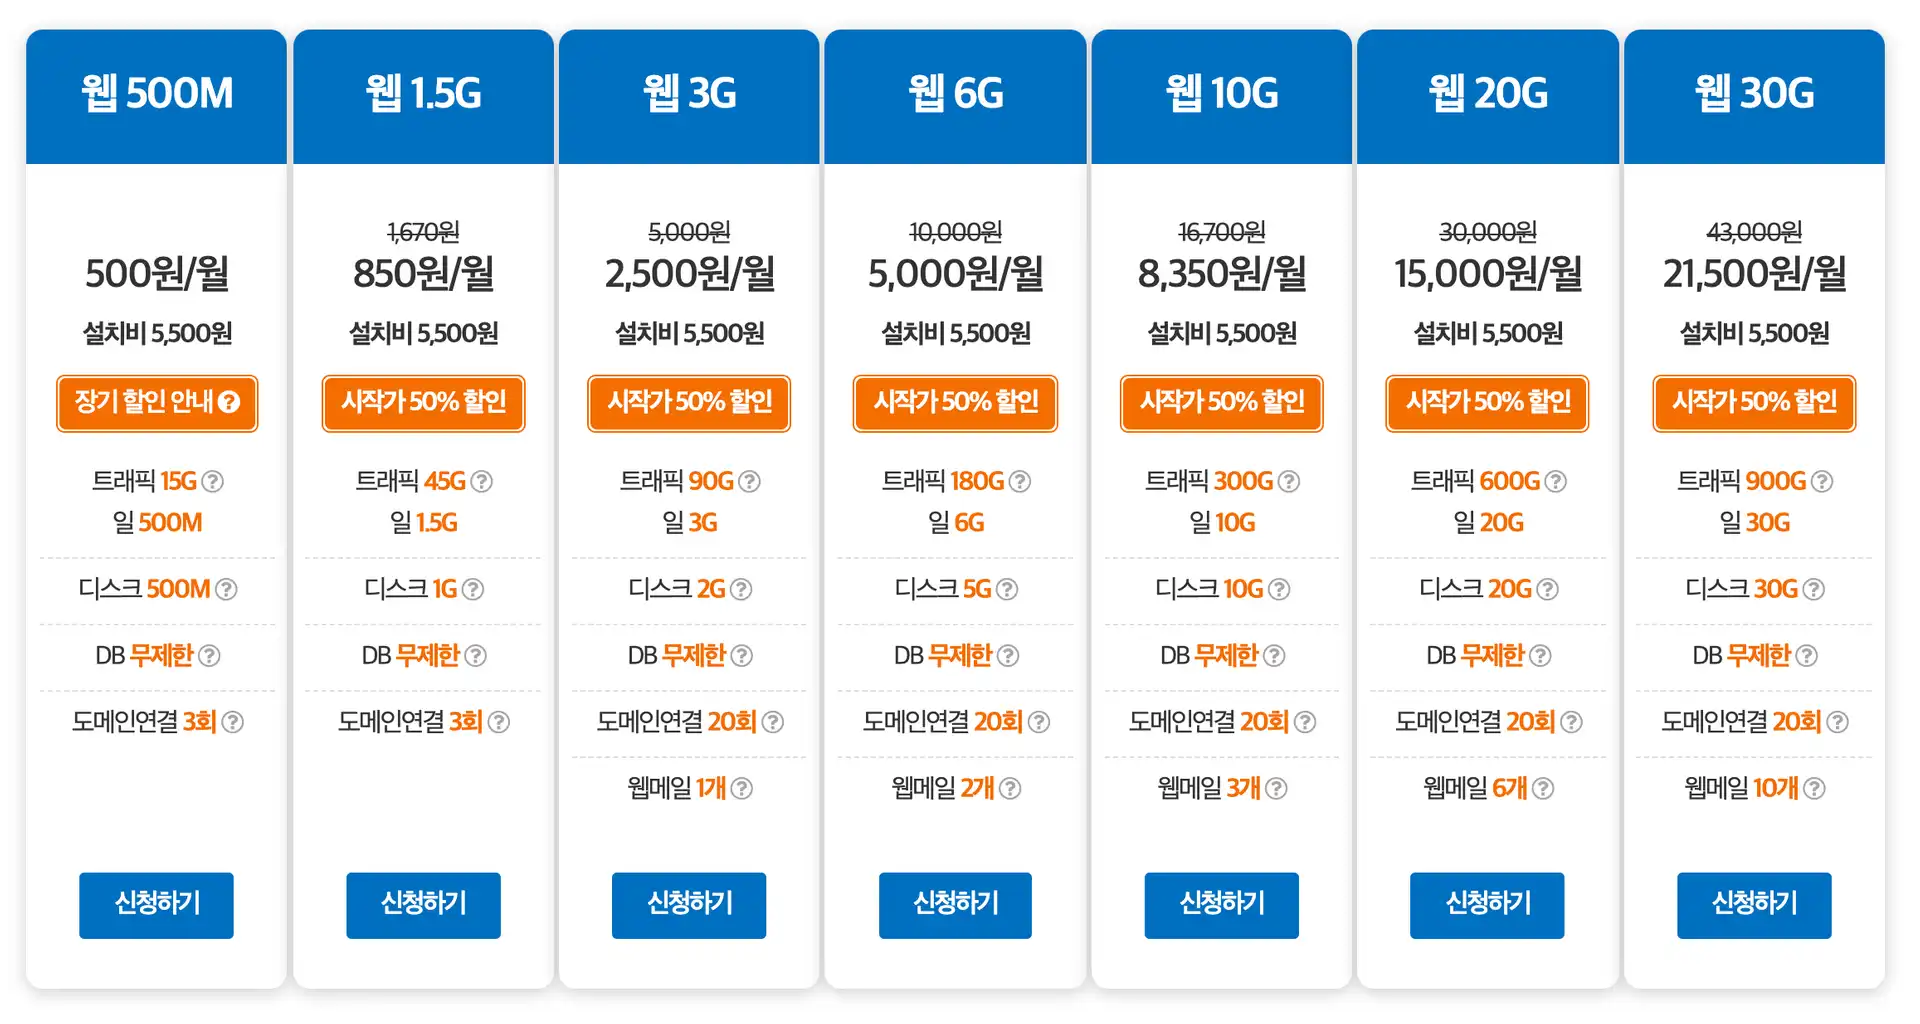 웹 500M
500원/월
설치비 5,500원
장기 할인 안내 ?
트래픽 15G ?
일 500M
디스크 500M ?
DB 무제한 ?
도메인연결 3회 ?
신청하기
웹 1.5G
1,670원
850원/월
설치비 5,500원
시작가 50% 할인
트래픽 45G ?
일 1.5G
디스크 1G ?
DB 무제한 ?
도메인연결 3회 ?
신청하기
웹 3G
5,000원
2,500원/월
설치비 5,500원
시작가 50% 할인
트래픽 90G ?
일 3G
디스크 2G ?
DB 무제한 ?
도메인연결 20회 ?
웹메일 1개 ?
신청하기
웹 6G
10,000원
5,000원/월
설치비 5,500원
시작가 50% 할인
트래픽 180G ?
일 6G
디스크 5G ?
DB 무제한 ?
도메인연결 20회 ?
웹메일 2개 ?
신청하기
웹 10G
16,700원
8,350원/월
설치비 5,500원
시작가 50% 할인
트래픽 300G ?
일 10G
디스크 10G ?
DB 무제한 ?
도메인연결 20회 ?
웹메일 3개 ?
신청하기
웹 20G
30,000원
15,000원/월
설치비 5,500원
시작가 50% 할인
트래픽 600G ?
일 20G
디스크 20G ?
DB 무제한 ?
도메인연결 20회 ?
웹메일 6개 ?
신청하기
웹 30G
43,000원
21,500원/월
설치비 5,500원
시작가 50% 할인
트래픽 900G ?
일 30G
디스크 30G ?
DB 무제한 ?
도메인연결 20회 ?
웹메일 10개 ?
신청하기